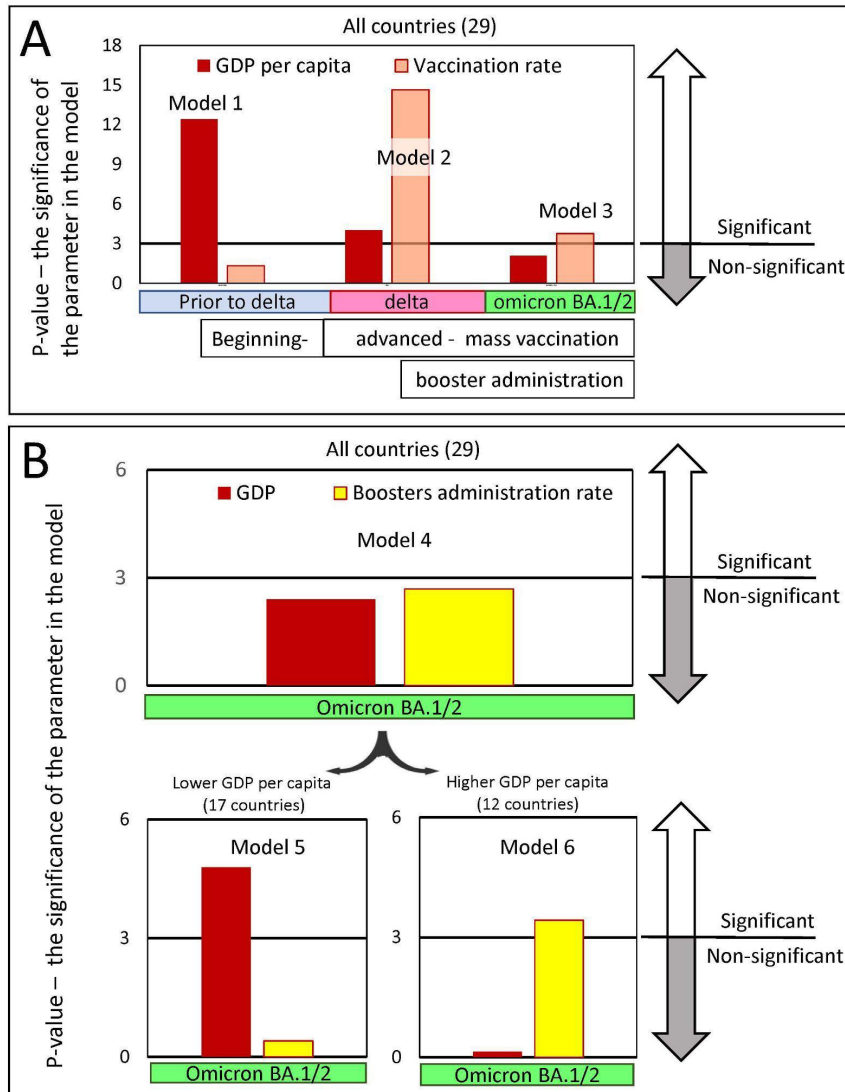 A
All countries (29)
P-value – the significance of
the parameter in the model
18
15
12
9
6
3
0
GDP per capita
Vaccination rate
Model 1
Model 2
Model 3
Significant
Non-significant
Prior to delta
delta
omicron BA.1/2
Beginning-
advanced - mass vaccination
booster administration
B
All countries (29)
P-value – the significance of the parameter in the model
6
3
0
GDP
Boosters administration rate
Model 4
Significant
Non-significant
Omicron BA.1/2
Lower GDP per capita
(17 countries)
6
3
0
Model 5
Omicron BA.1/2
Higher GDP per capita
(12 countries)
6
3
0
Model 6
Omicron BA.1/2
Significant
Non-significant